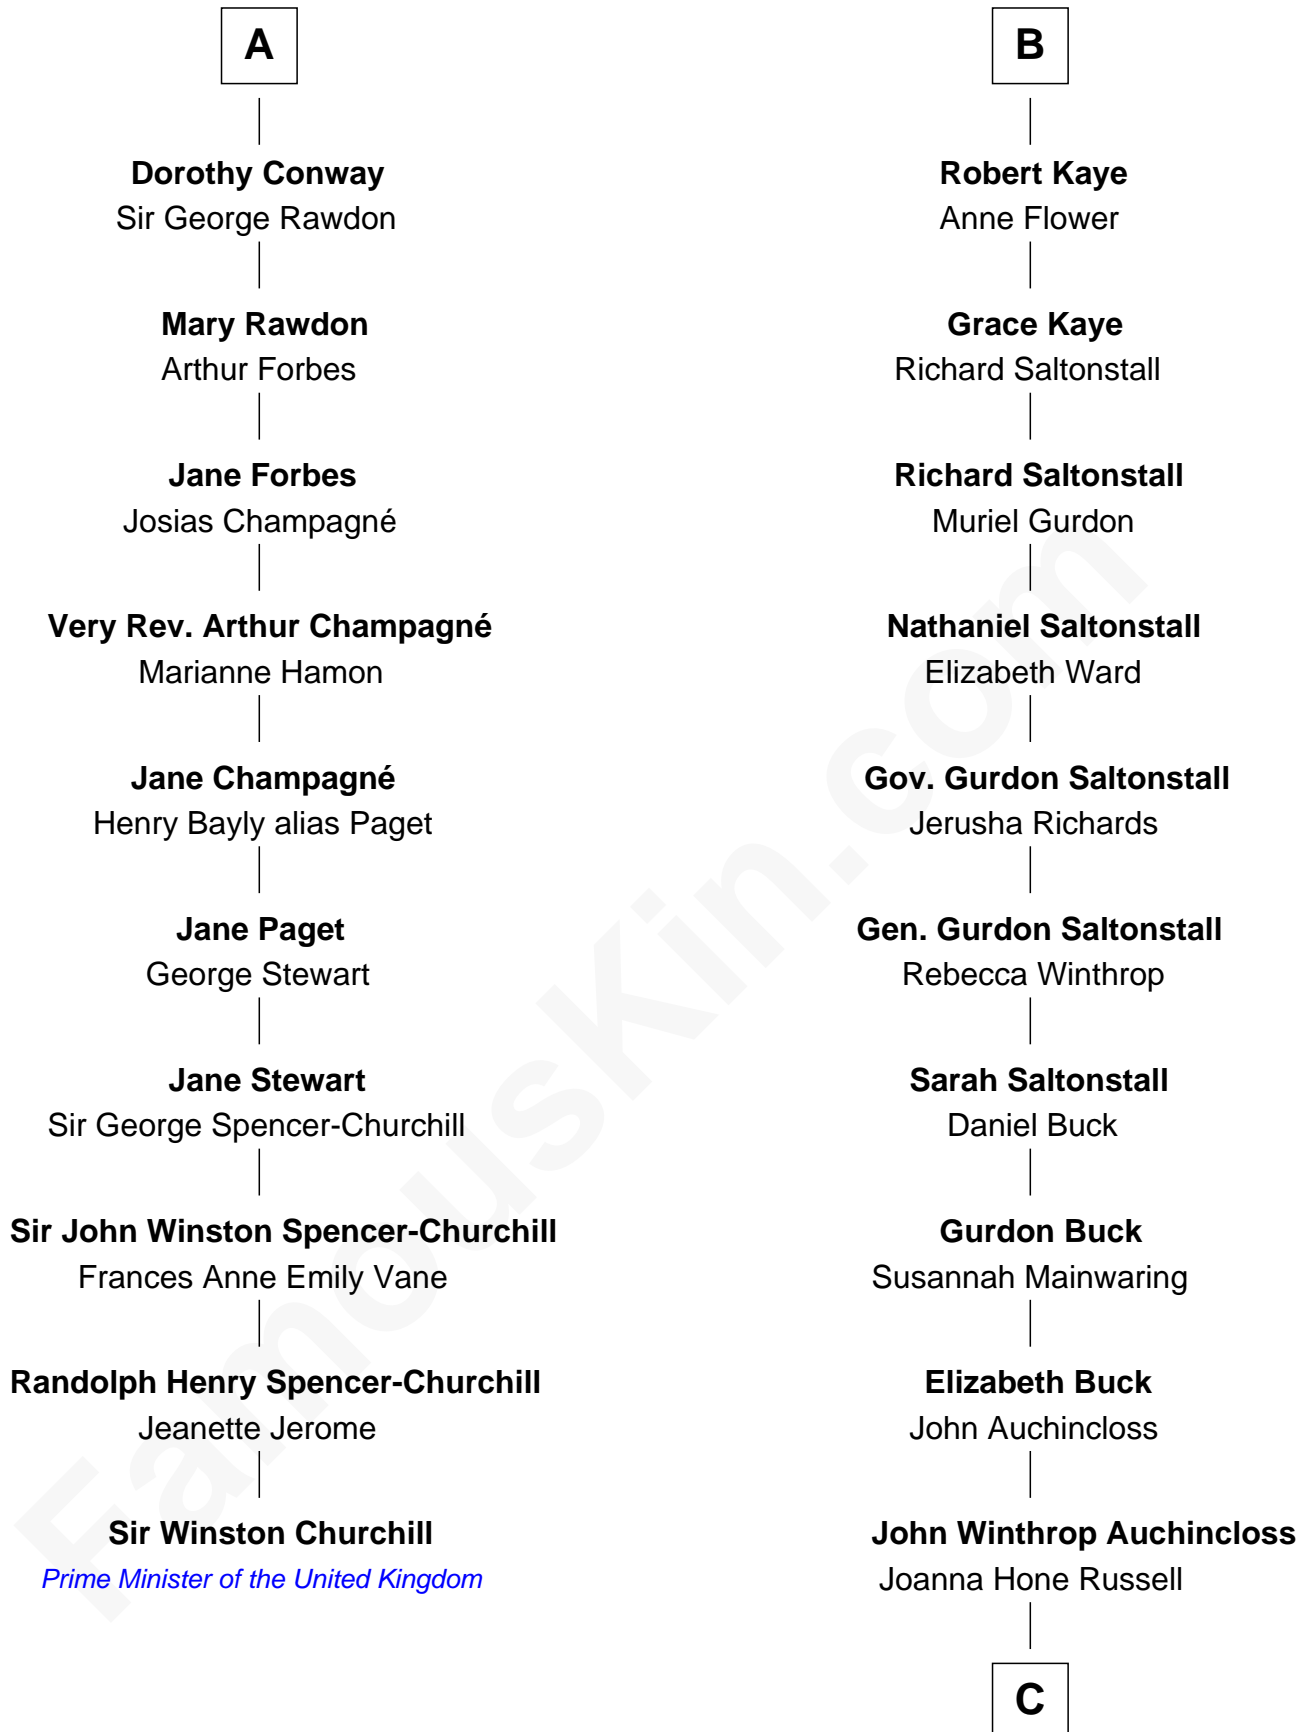 A
Dorothy Conway
Sir George Rawdon
Mary Rawdon
Arthur Forbes
Jane Forbes
Josias Champagné
Very Rev. Arthur Champagné
Marianne Hamon
Jane Champagné
Henry Bayly alias Paget
Jane Paget
George Stewart
Jane Stewart
Sir George Spencer-Churchill
Sir John Winston Spencer-Churchill
Frances Anne Emily Vane
Randolph Henry Spencer-Churchill
Jeanette Jerome
Sir Winston Churchill
Prime Minister of the United Kingdom
B
Robert Kaye
Anne Flower
Grace Kaye
Richard Saltonstall
Richard Saltonstall
Muriel Gurdon
Nathaniel Saltonstall
Elizabeth Ward
Gov. Gurdon Saltonstall
Jerusha Richards
Gen. Gurdon Saltonstall
Rebecca Winthrop
Sarah Saltonstall
Daniel Buck
Gurdon Buck
Susannah Mainwaring
Elizabeth Buck
John Auchincloss
John Winthrop Auchincloss
Joanna Hone Russell
C
FamousKin.com